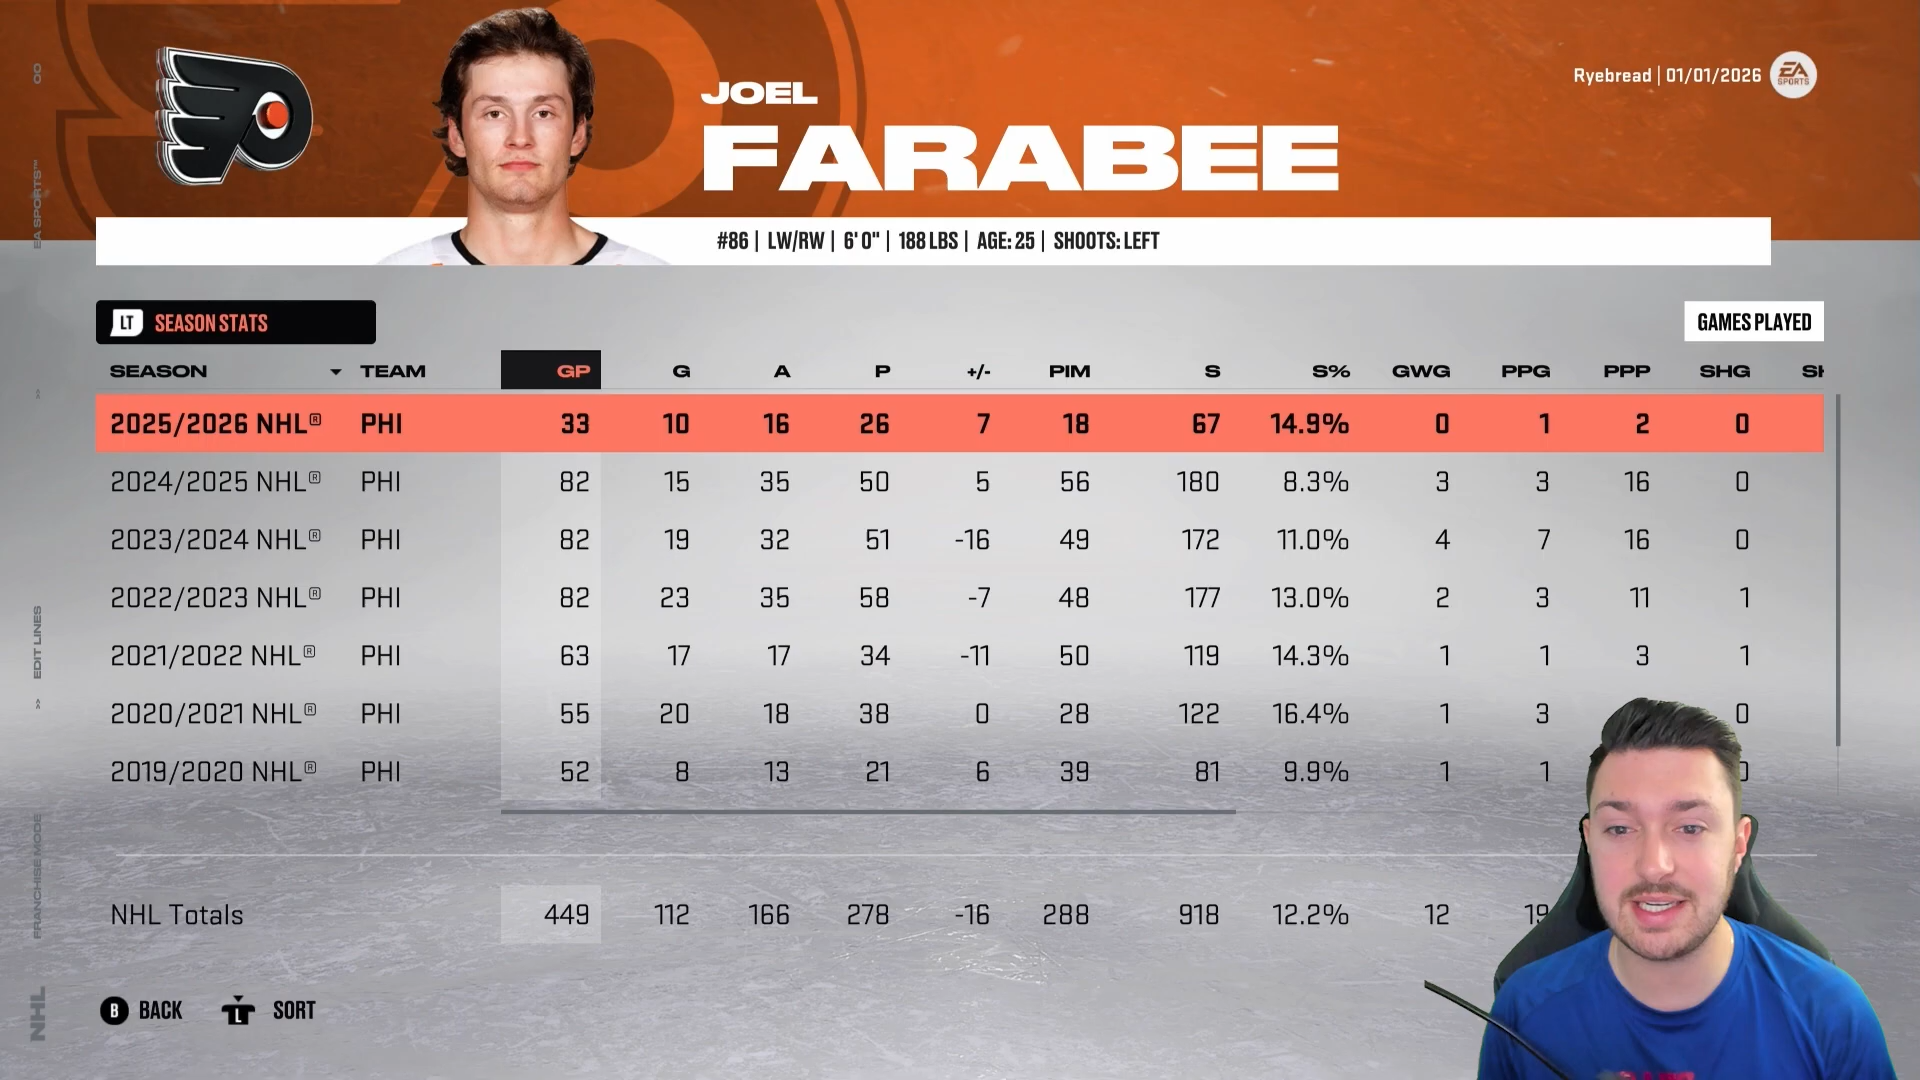 JOEL
FARABEE
Ryebread | 01/01/2026
EA SPORTS
#86 | LW/RW | 6' 0" | 188 LBS | AGE: 25 | SHOOTS: LEFT
LT SEASON STATS
GAMES PLAYED
SEASON TEAM GP G A P +/- PIM S S% GWG PPG PPP SHG
2025/2026 NHL® PHI 33 10 16 26 7 18 67 14.9% 0 1 2 0
2024/2025 NHL® PHI 82 15 35 50 5 56 180 8.3% 3 3 16 0
2023/2024 NHL® PHI 82 19 32 51 -16 49 172 11.0% 4 7 16 0
2022/2023 NHL® PHI 82 23 35 58 -7 48 177 13.0% 2 3 11 1
2021/2022 NHL® PHI 63 17 17 34 -11 50 119 14.3% 1 1 3 1
2020/2021 NHL® PHI 55 20 18 38 0 28 122 16.4% 1 3 0
2019/2020 NHL® PHI 52 8 13 21 6 39 81 9.9% 1 1
NHL Totals 449 112 166 278 -16 288 918 12.2% 12 19
B BACK L SORT
NHL FRANCHISE MODE >> EDIT LINES >> EA SPORTS™